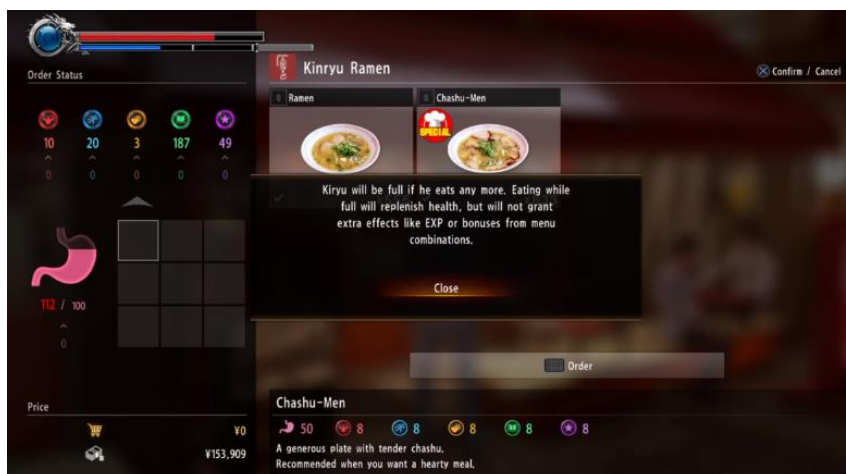 Order Status
10 20 3 187 49
0 0 0 0 0
112 / 100
0
Price
¥0
¥153,909
Kinryu Ramen
Confirm / Cancel
0 Ramen
0 Chashu-Men
SPECIAL
Kiryu will be full if he eats any more. Eating while
full will replenish health, but will not grant
extra effects like EXP or bonuses from menu
combinations.
Close
Order
Chashu-Men
50 8 8 8 8 8
A generous plate with tender chashu.
Recommended when you want a hearty meal.